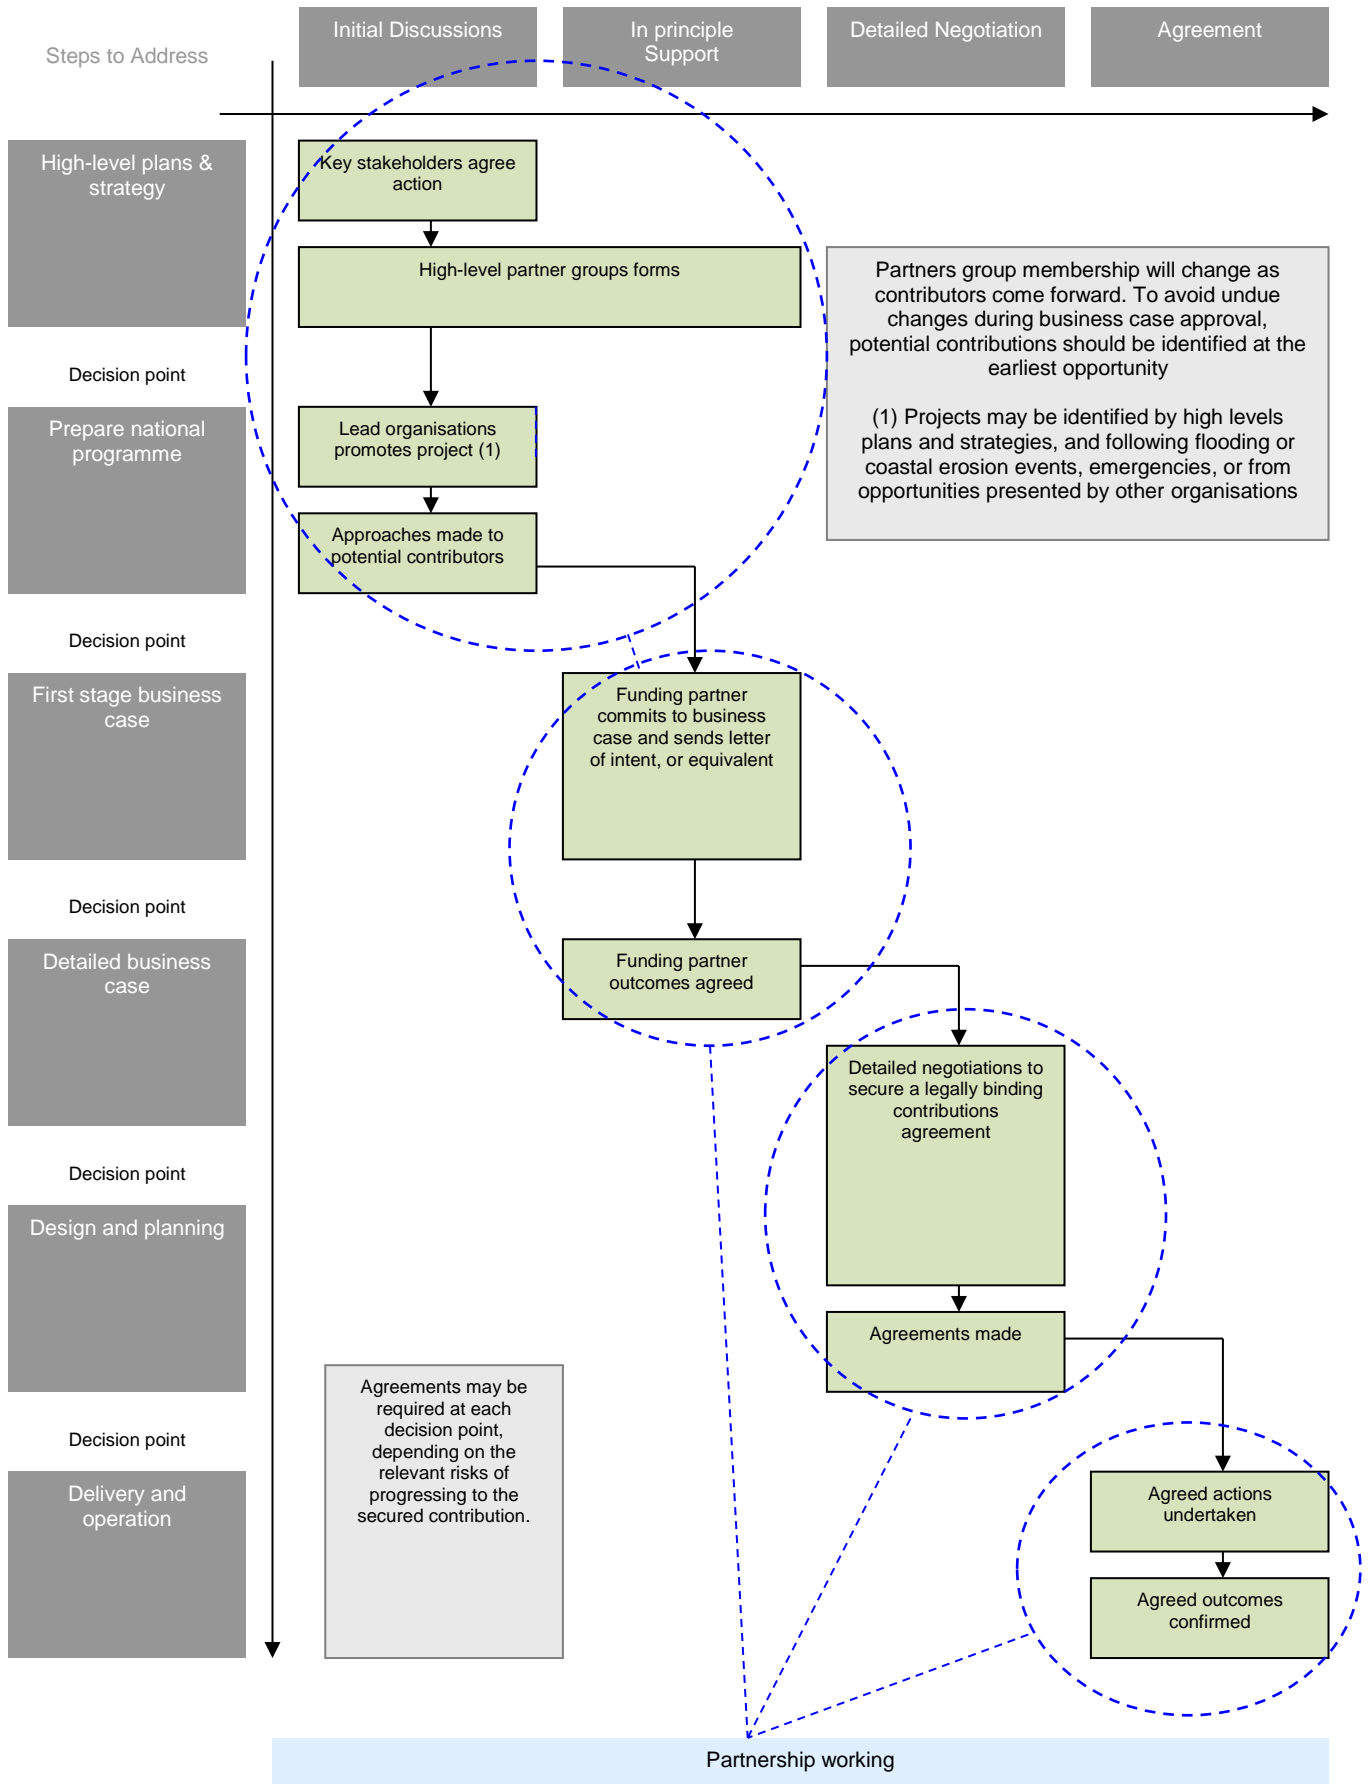 Steps to Address
Initial Discussions
In principle
Support
Detailed Negotiation
Agreement
High-level plans &
strategy
Key stakeholders agree
action
High-level partner groups forms
Partners group membership will change as
contributors come forward. To avoid undue
changes during business case approval,
potential contributions should be identified at the
earliest opportunity
(1) Projects may be identified by high levels
plans and strategies, and following flooding or
coastal erosion events, emergencies, or from
opportunities presented by other organisations
Decision point
Prepare national
programme
Lead organisations
promotes project (1)
Approaches made to
potential contributors
Decision point
First stage business
case
Funding partner
commits to business
case and sends letter
of intent, or equivalent
Decision point
Detailed business
case
Funding partner
outcomes agreed
Detailed negotiations to
secure a legally binding
contributions
agreement
Decision point
Design and planning
Agreements made
Agreements may be
required at each
decision point,
depending on the
relevant risks of
progressing to the
secured contribution.
Decision point
Delivery and
operation
Agreed actions
undertaken
Agreed outcomes
confirmed
Partnership working